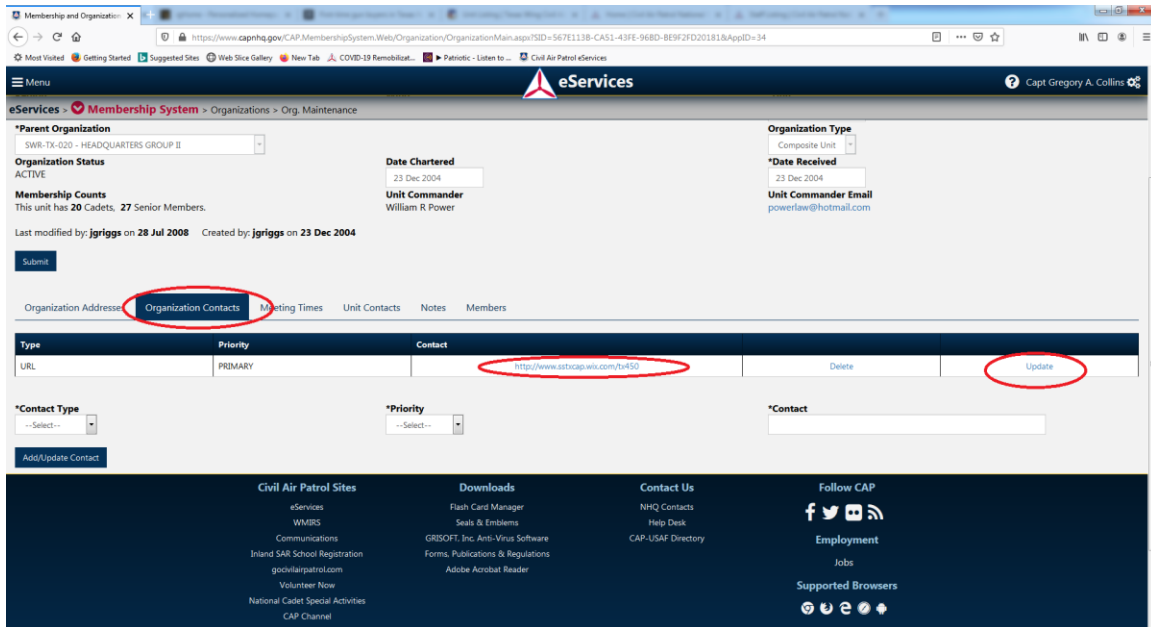 Membership and Organization
https://www.capnhq.gov/CAP.MembershipSystem.Web/Organization/OrganizationMain.aspx?SID=567E113B-CA51-43FE-96BD-BE9F2FD20181&AppID=34
Most Visited Getting Started Suggested Sites Web Slice Gallery New Tab COVID-19 Remobilizat... Patriotic - Listen to ... Civil Air Patrol eServices
Menu eServices Capt Gregory A. Collins
eServices > Membership System > Organizations > Org. Maintenance
*Parent Organization Organization Type
SWR-TX-020 - HEADQUARTERS GROUP II Composite Unit
Organization Status Date Chartered *Date Received
ACTIVE 23 Dec 2004 23 Dec 2004
Membership Counts Unit Commander Unit Commander Email
This unit has 20 Cadets, 27 Senior Members. William R Power powerlaw@hotmail.com
Last modified by: jgriggs on 28 Jul 2008 Created by: jgriggs on 23 Dec 2004
Submit
Organization Addresses Organization Contacts Meeting Times Unit Contacts Notes Members
Type Priority Contact
URL PRIMARY http://www.sstxcap.wix.com/tx450 Delete Update
*Contact Type *Priority *Contact
--Select-- --Select--
Add/Update Contact
Civil Air Patrol Sites Downloads Contact Us Follow CAP
eServices Flash Card Manager NHQ Contacts
WMIRS Seals & Emblems Help Desk
Communications GRISOFT, Inc. Anti-Virus Software CAP-USAF Directory Employment
Inland SAR School Registration Forms, Publications & Regulations Jobs
gocivilairpatrol.com Adobe Acrobat Reader
Volunteer Now Supported Browsers
National Cadet Special Activities
CAP Channel